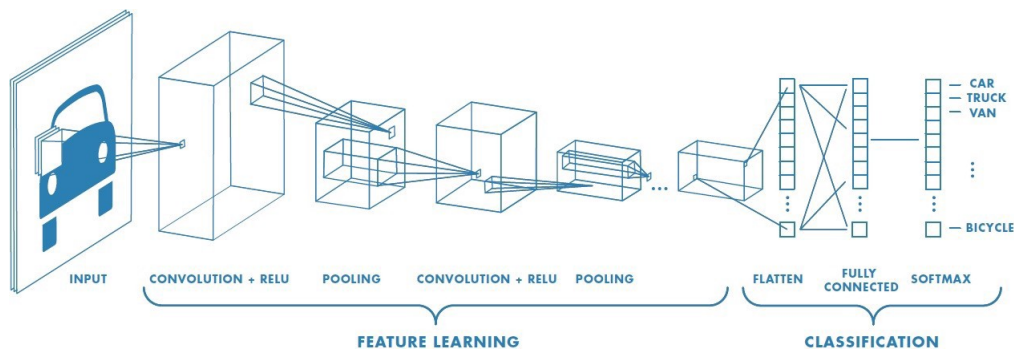 CAR
TRUCK
VAN
BICYCLE
INPUT
CONVOLUTION + RELU
POOLING
CONVOLUTION + RELU
POOLING
FLATTEN
FULLY
CONNECTED
SOFTMAX
FEATURE LEARNING
CLASSIFICATION